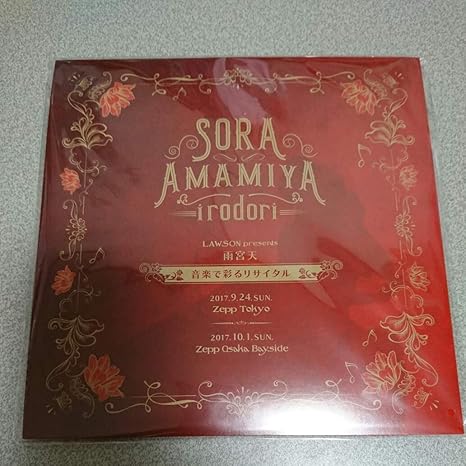 SORA
AMAMIYA
irodori
LAWSON presents
雨宮天
音楽で彩るリサイタル
2017.9.24.SUN.
Zepp Tokyo
2017.10.1.SUN.
Zepp Osaka Bayside